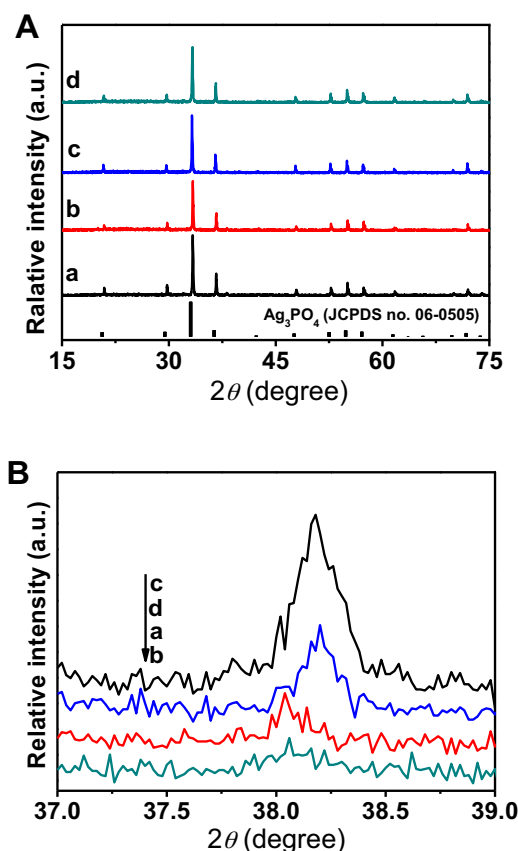 A
Ralative intensity (a.u.)
d
c
b
a
Ag₃PO₄ (JCPDS no. 06-0505)
15 30 45 60 75
2θ (degree)
B
Relative intensity (a.u.)
c
d
a
b
37.0 37.5 38.0 38.5 39.0
2θ (degree)